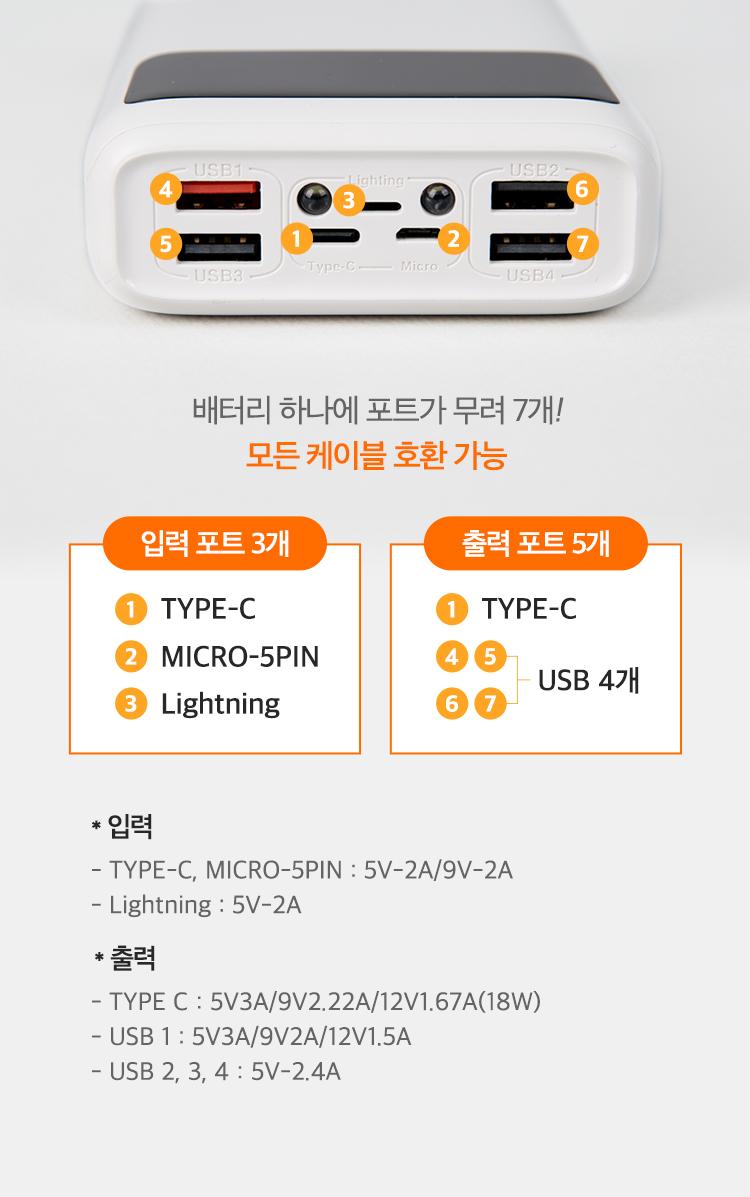 USB1
USB2
Lighting
4
3
6
1
2
5
7
USB3
Type-C
Micro
USB4
배터리 하나에 포트가 무려 7개!
모든 케이블 호환 가능
입력 포트 3개
1 TYPE-C
2 MICRO-5PIN
3 Lightning
출력 포트 5개
1 TYPE-C
4 5
6 7
USB 4개
* 입력
- TYPE-C, MICRO-5PIN : 5V-2A/9V-2A
- Lightning : 5V-2A
* 출력
- TYPE C : 5V3A/9V2.22A/12V1.67A(18W)
- USB 1 : 5V3A/9V2A/12V1.5A
- USB 2, 3, 4 : 5V-2.4A